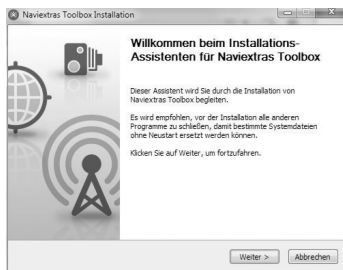 Naviextras Toolbox Installation
Willkommen beim Installations-
Assistenten für Naviextras Toolbox
Dieser Assistent wird Sie durch die Installation von
Naviextras Toolbox begleiten.
Es wird empfohlen, vor der Installation alle anderen
Programme zu schließen, damit bestimmte Systemdateien
ohne Neustart ersetzt werden können.
Klicken Sie auf Weiter, um fortzufahren.
Weiter >
Abbrechen